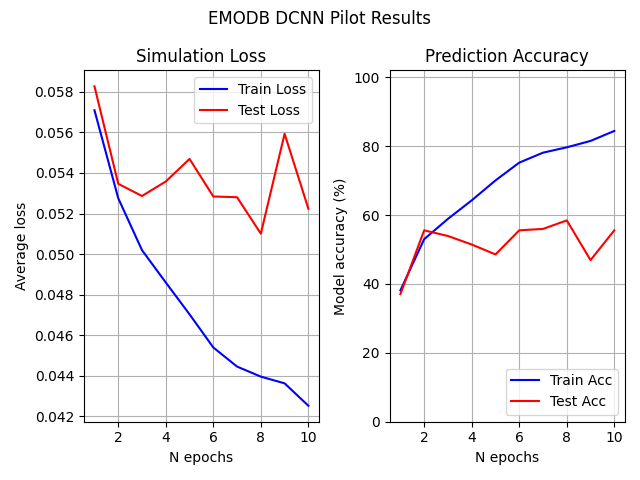 EMODB DCNN Pilot Results
Simulation Loss
Average loss
0.058
0.056
0.054
0.052
0.050
0.048
0.046
0.044
0.042
Train Loss
Test Loss
2 4 6 8 10
N epochs
Prediction Accuracy
Model accuracy (%)
100
80
60
40
20
0
Train Acc
Test Acc
2 4 6 8 10
N epochs